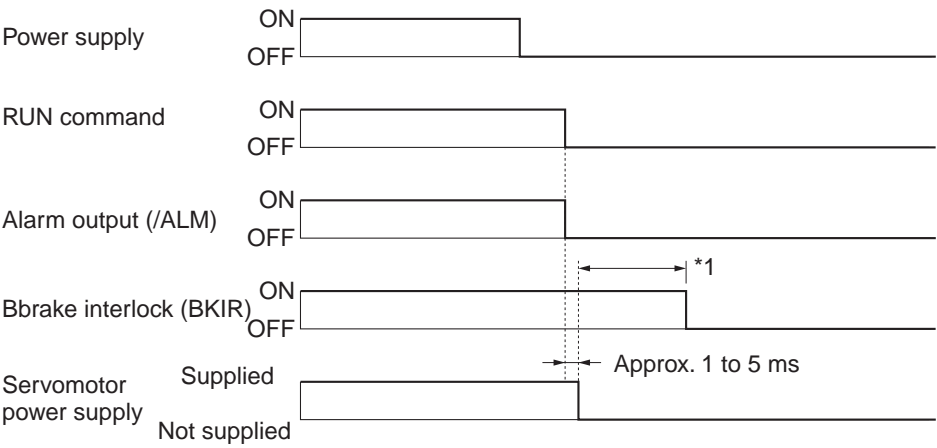 Power supply
ON
OFF
RUN command
ON
OFF
Alarm output (/ALM)
ON
OFF
*1
Bbrake interlock (BKIR)
ON
OFF
Approx. 1 to 5 ms
Servomotor
power supply
Supplied
Not supplied